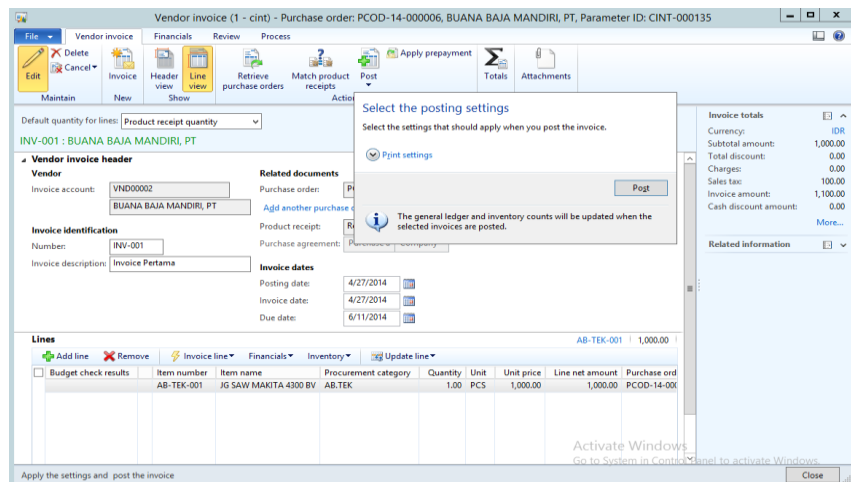 Vendor invoice (1 - cint) - Purchase order: PCOD-14-000006, BUANA BAJA MANDIRI, PT, Parameter ID: CINT-000135
File Vendor invoice Financials Review Process
Edit
Delete
Cancel
Maintain
Invoice
New
Header view
Line view
Show
Retrieve purchase orders
Match product receipts
Post
Apply prepayment
Totals
Attachments
Default quantity for lines: Product receipt quantity
INV-001 : BUANA BAJA MANDIRI, PT
Vendor invoice header
Vendor
Invoice account: VND00002
BUANA BAJA MANDIRI, PT
Invoice identification
Number: INV-001
Invoice description: Invoice Pertama
Related documents
Purchase order:
Add another purchase
Product receipt:
Purchase agreement:
Invoice dates
Posting date: 4/27/2014
Invoice date: 4/27/2014
Due date: 6/11/2014
Select the posting settings
Select the settings that should apply when you post the invoice.
Print settings
Post
The general ledger and inventory counts will be updated when the
selected invoices are posted.
Invoice totals
Currency: IDR
Subtotal amount: 1,000.00
Total discount: 0.00
Charges: 0.00
Sales tax: 100.00
Invoice amount: 1,100.00
Cash discount amount: 0.00
More...
Related information
Lines AB-TEK-001 1,000.00
Add line Remove Invoice line Financials Inventory Update line
Budget check results Item number Item name Procurement category Quantity Unit Unit price Line net amount Purchase ord
AB-TEK-001 JG SAW MAKITA 4300 BV AB.TEK 1.00 PCS 1,000.00 1,000.00 PCOD-14-000
Activate Windows
Go to System in Control Panel to activate Windows.
Apply the settings and post the invoice
Close